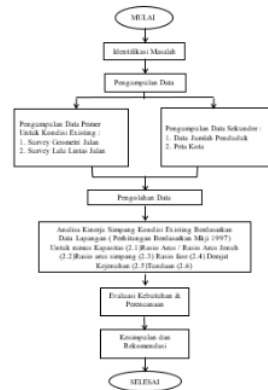 MULAI
Identifikasi Masalah
Pengumpulan Data
Pengumpulan Data Primer
Untuk Kondisi Existing :
1. Survey Geometri Jalan
2. Survey Lalu Lintas Jalan
Pengumpulan Data Sekunder :
1. Data Jumlah Penduduk
2. Peta Kota
Pengolahan Data
Analisa Kinerja Simpang Kondisi Existing Berdasarkan
Data Lapangan ( Perhitungan Berdasarkan Mkji 1997)
Untuk rumus Kapasitas (2.1)Rasio Arus / Rasio Arus Jenuh
(2.2)Rasio arus simpang (2.3) Rasio fase (2.4) Derajat
Kejenuhan (2.5)Tundaan (2.6)
Evaluasi Kebutuhan &
Perencanaan
Kesimpulan dan
Rekomendasi
SELESAI